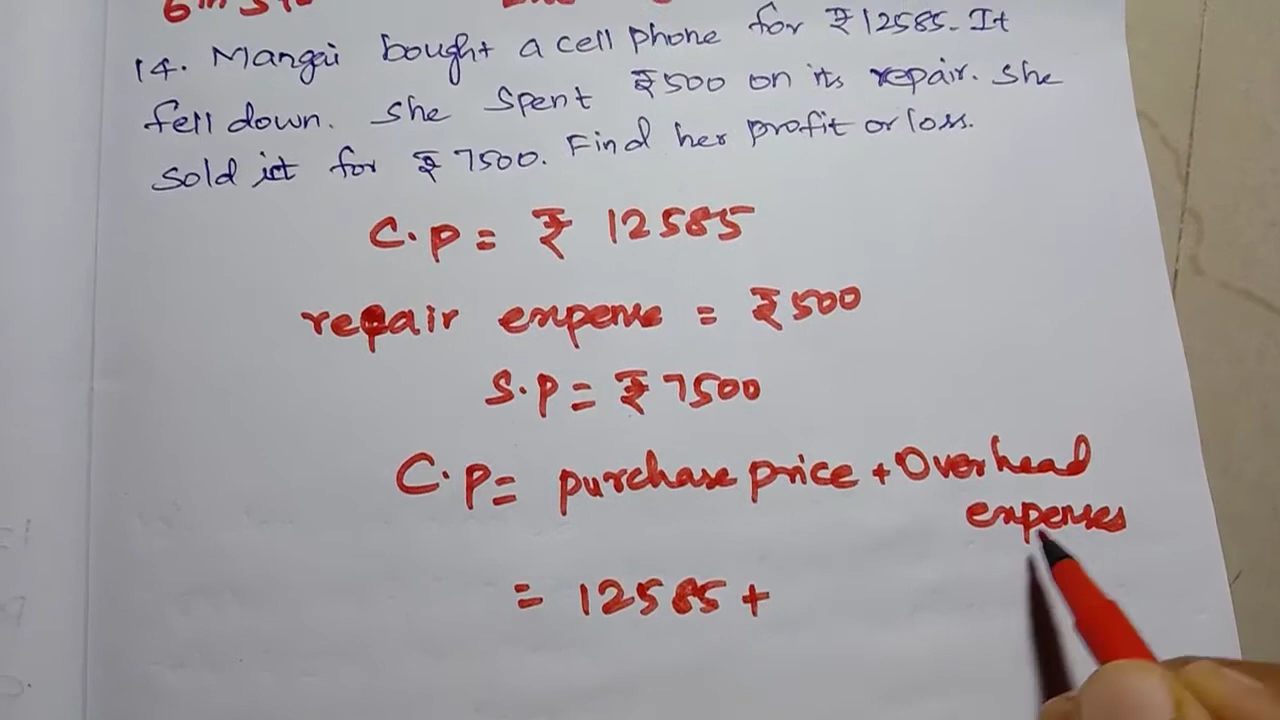 14. Mangai bought a cell phone for ₹12585. It
fell down. She spent ₹500 on its repair. She
sold it for ₹7500. Find her profit or loss.
C.p = ₹ 12585
repair expense = ₹500
S.p = ₹7500
C.p = purchase price + Overhead
expenses
= 12585 +